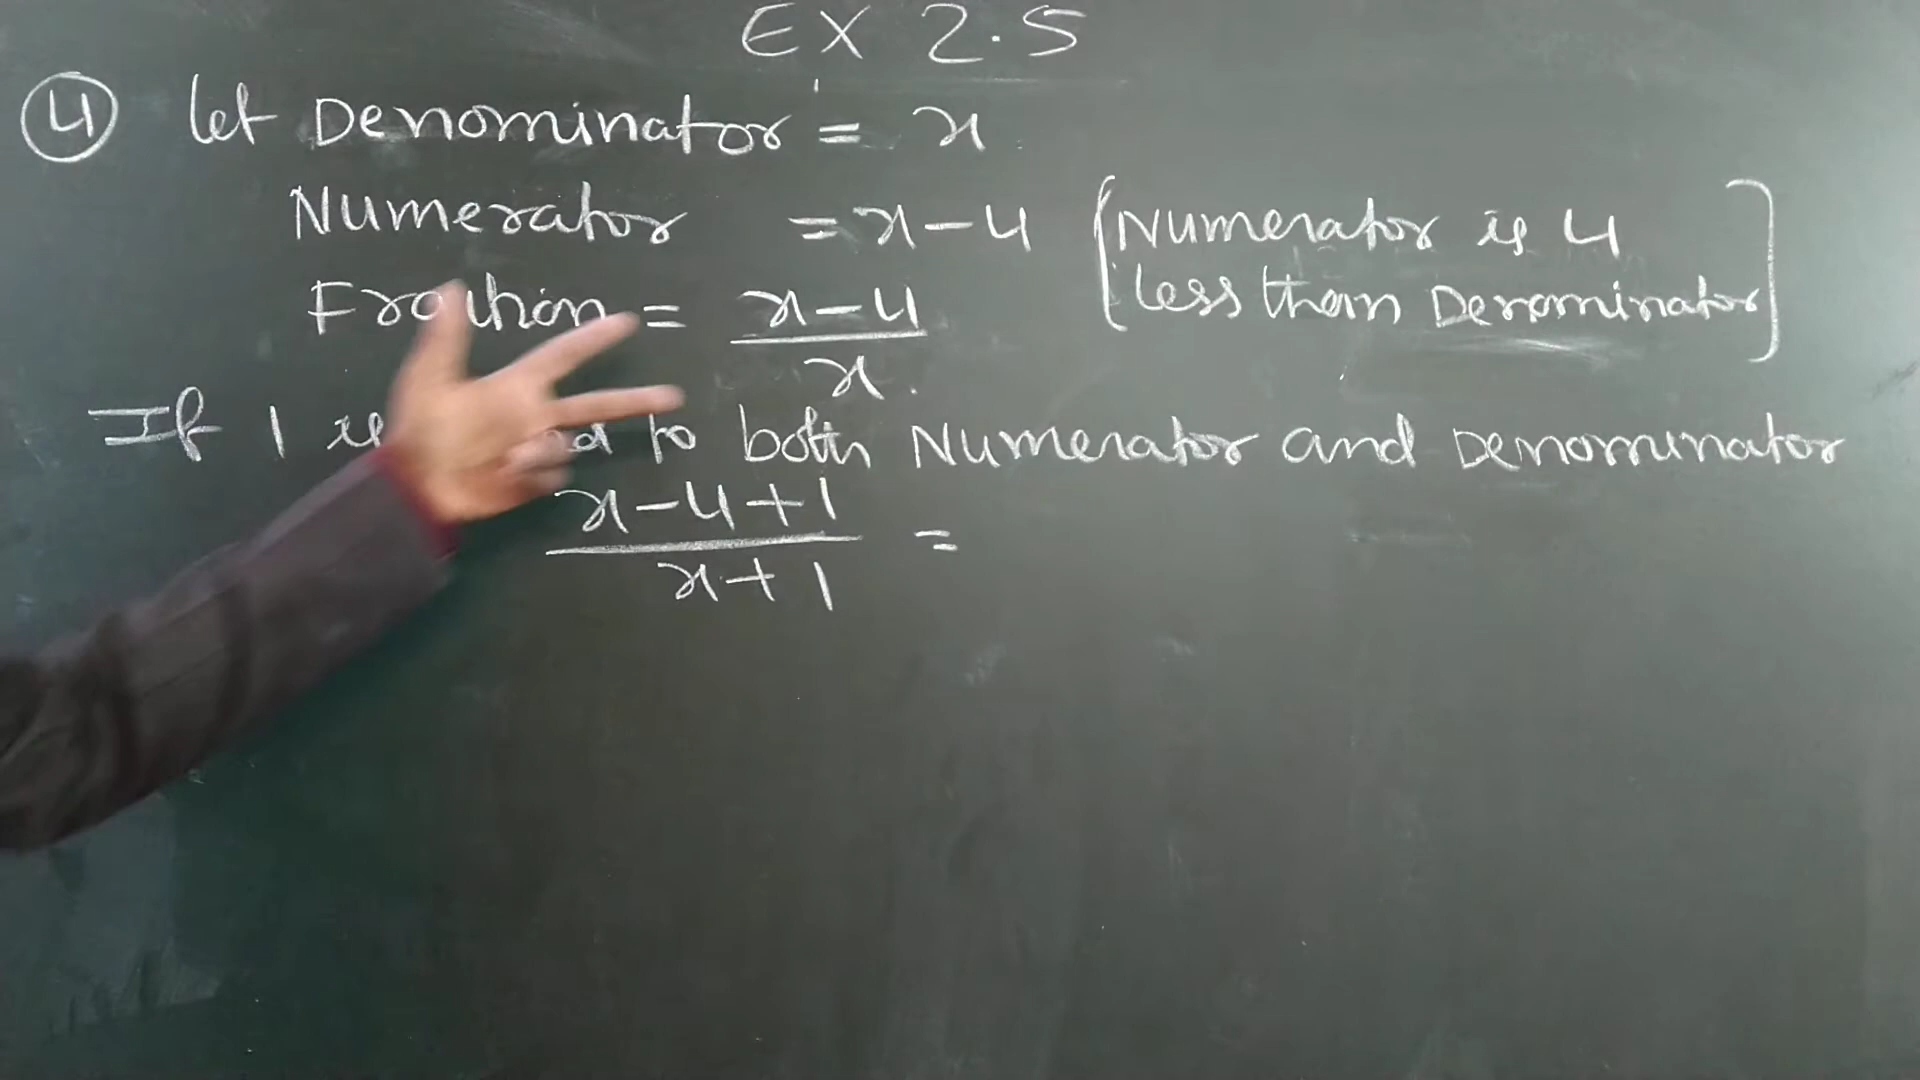 EX 2.5
④ let Denominator = x
Numerator = x-4 [Numerator is 4
less than Denominator]
Fraction = x-4
x.
If 1 is to both Numerator and Denominator
x-4+1 =
x+1